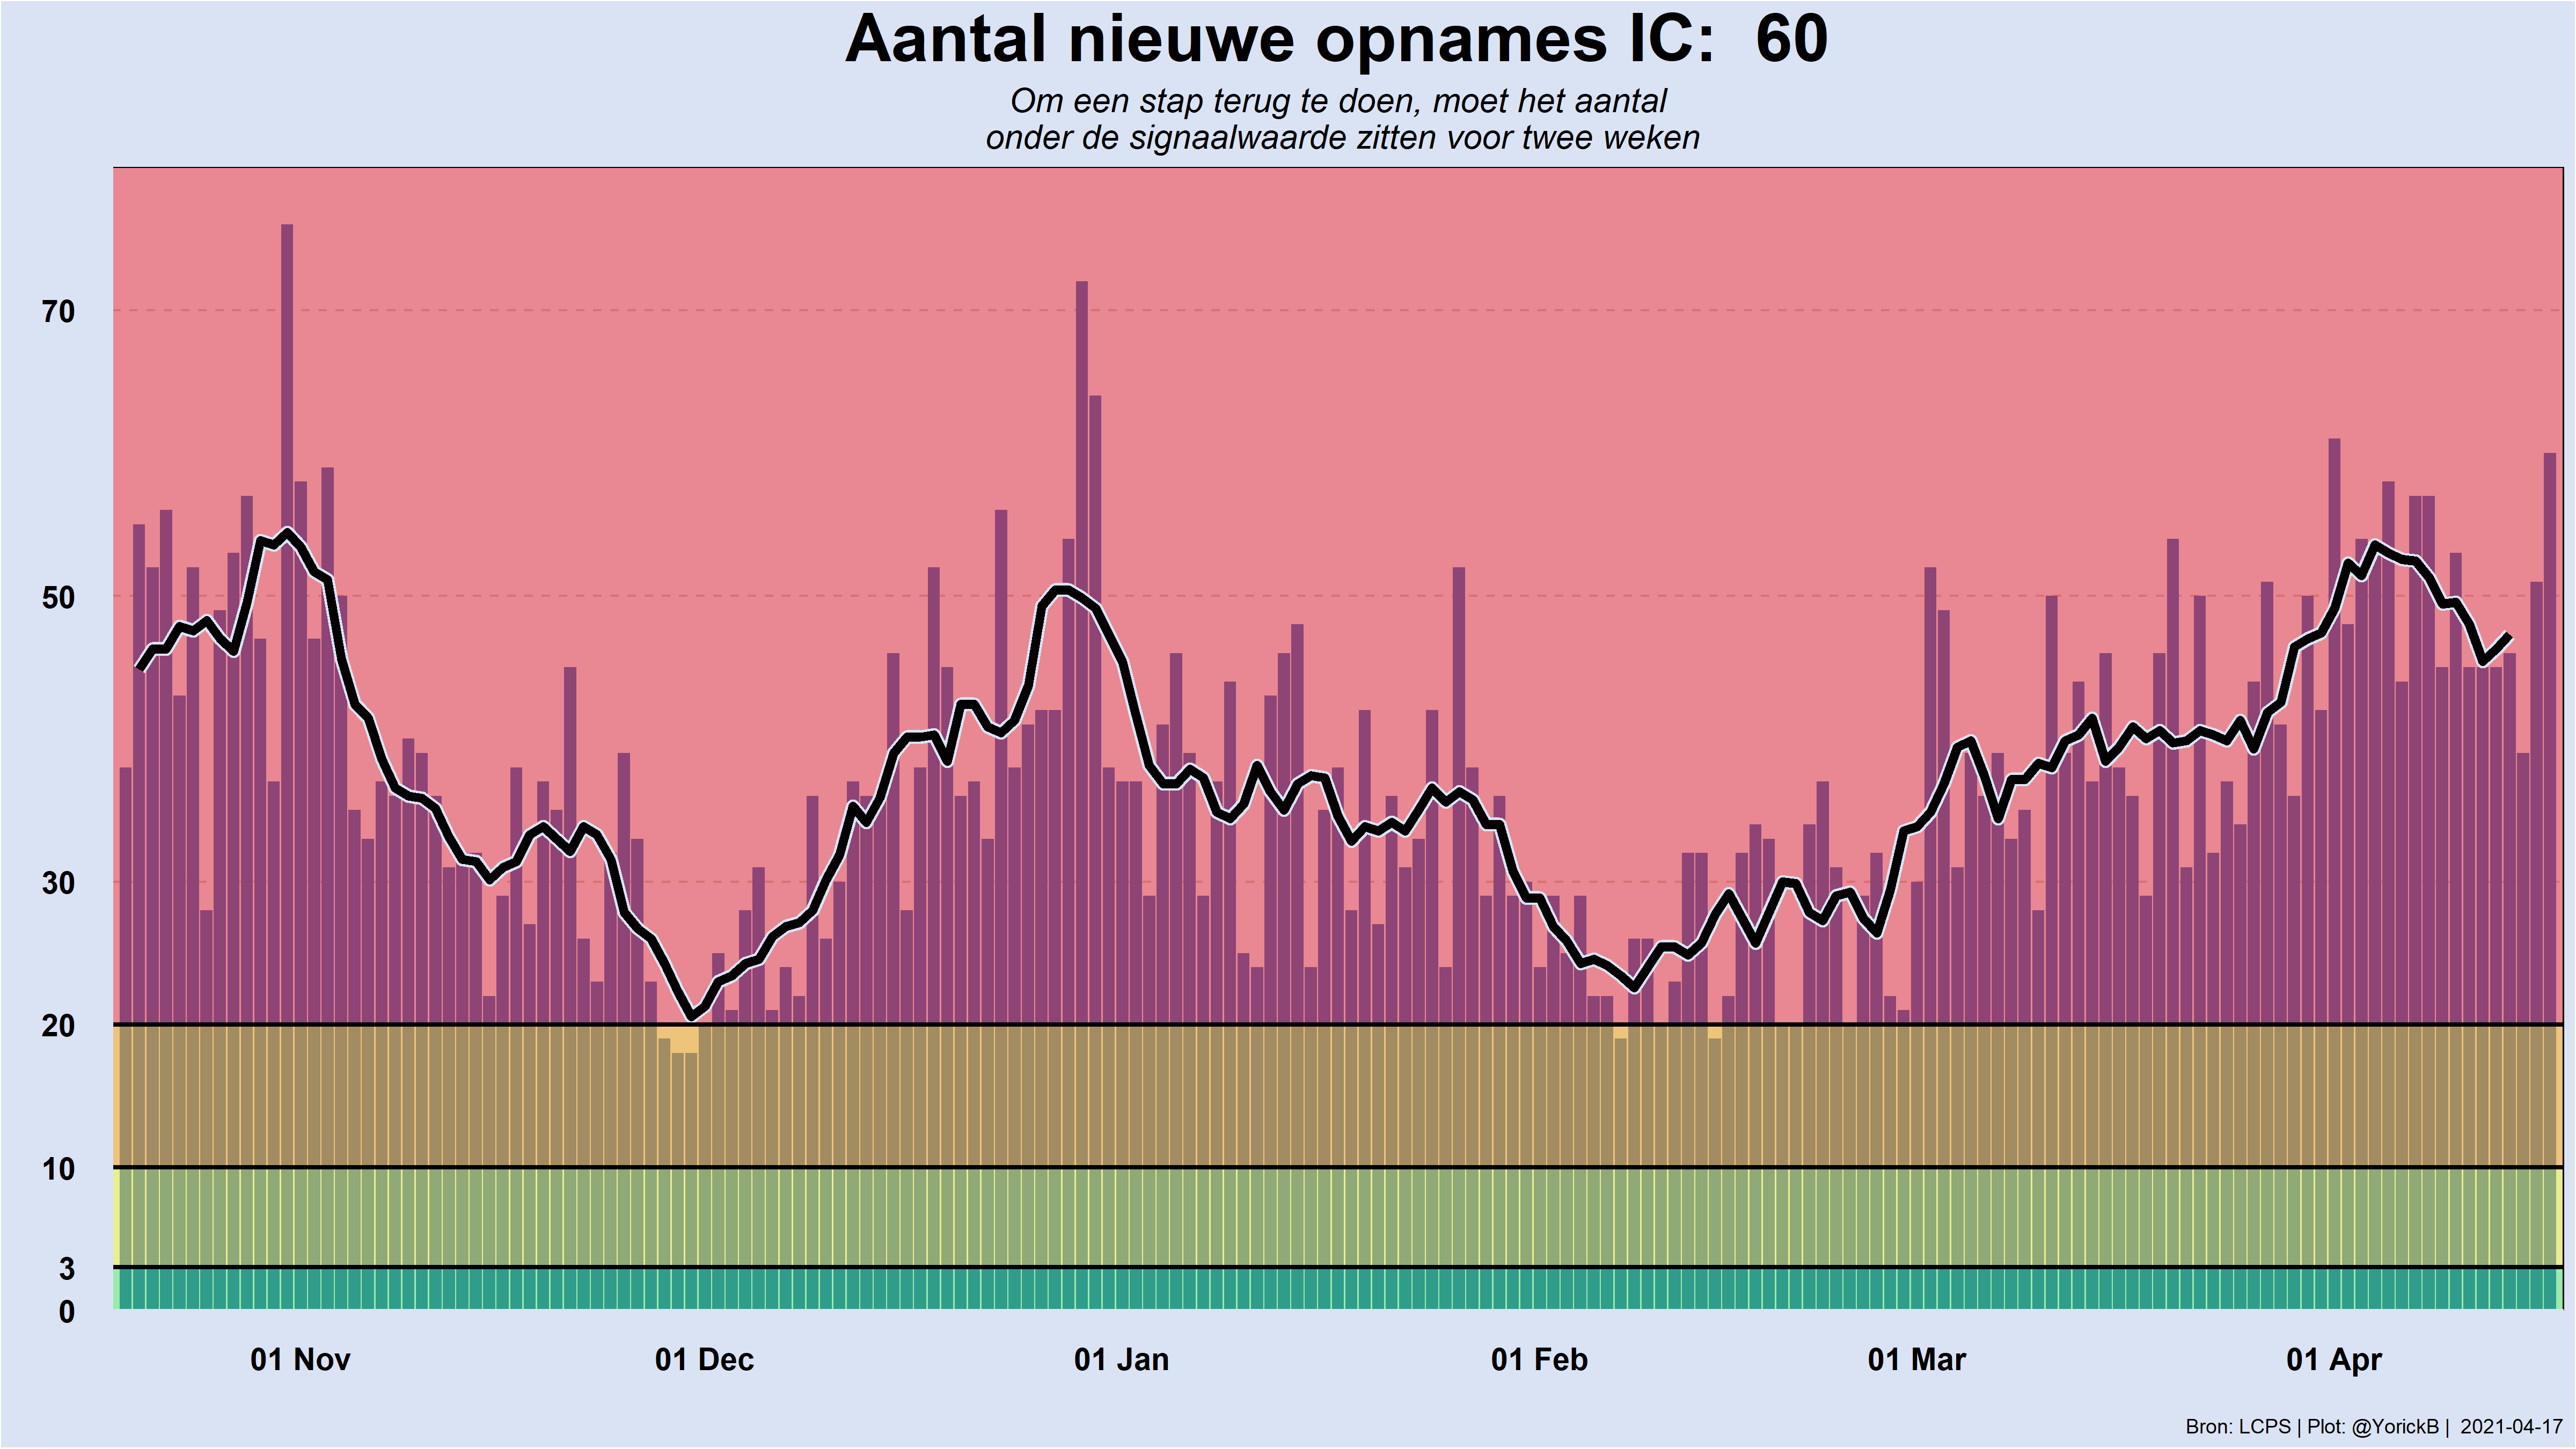 Aantal nieuwe opnames IC:  60
Om een stap terug te doen, moet het aantal
onder de signaalwaarde zitten voor twee weken
70
50
30
20
10
3
0
01 Nov
01 Dec
01 Jan
01 Feb
01 Mar
01 Apr
Bron: LCPS | Plot: @YorickB |  2021-04-17